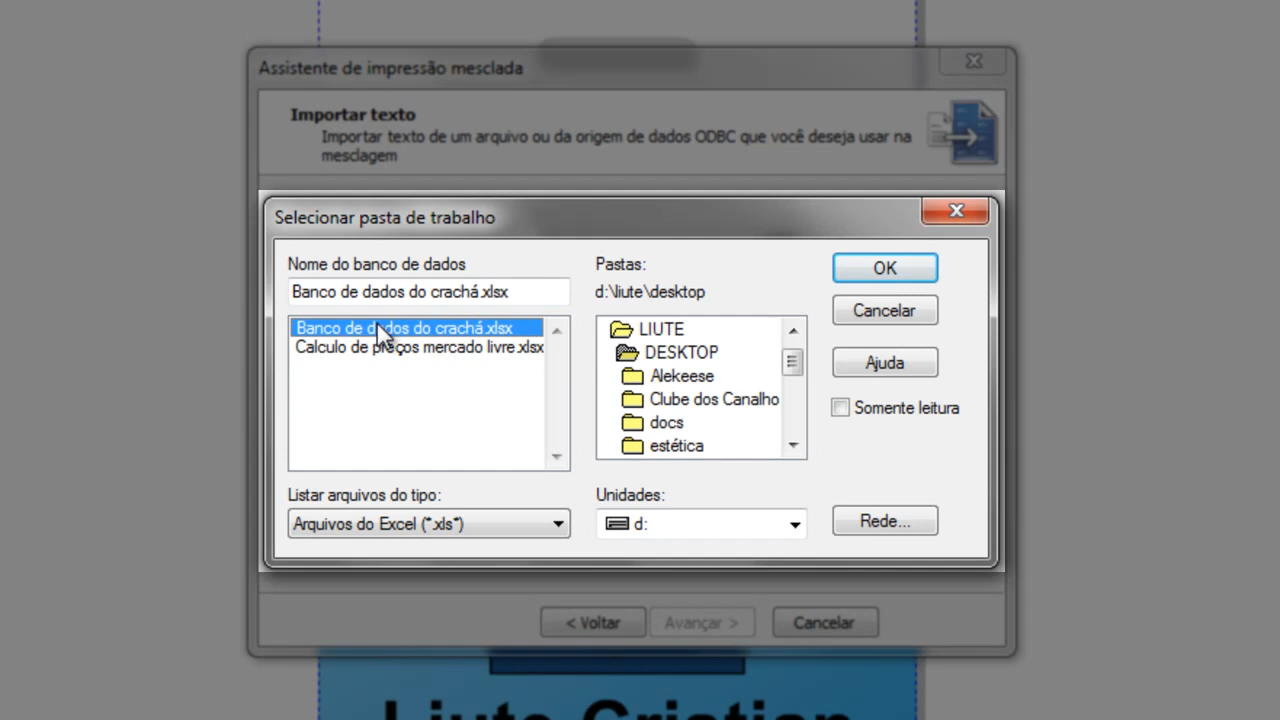 Assistente de impressão mesclada
Importar texto
Importar texto de um arquivo ou da origem de dados ODBC que você deseja usar na
mesclagem
Selecionar pasta de trabalho
Nome do banco de dados
Banco de dados do crachá.xlsx
Banco de dados do crachá.xlsx
Calculo de preços mercado livre.xlsx
Listar arquivos do tipo:
Arquivos do Excel (*.xls*)
Pastas:
d:\liute\desktop
LIUTE
DESKTOP
Alekeese
Clube dos Canalho
docs
estética
Unidades:
d:
OK
Cancelar
Ajuda
Somente leitura
Rede...
< Voltar
Avançar >
Cancelar
Liute Cristian